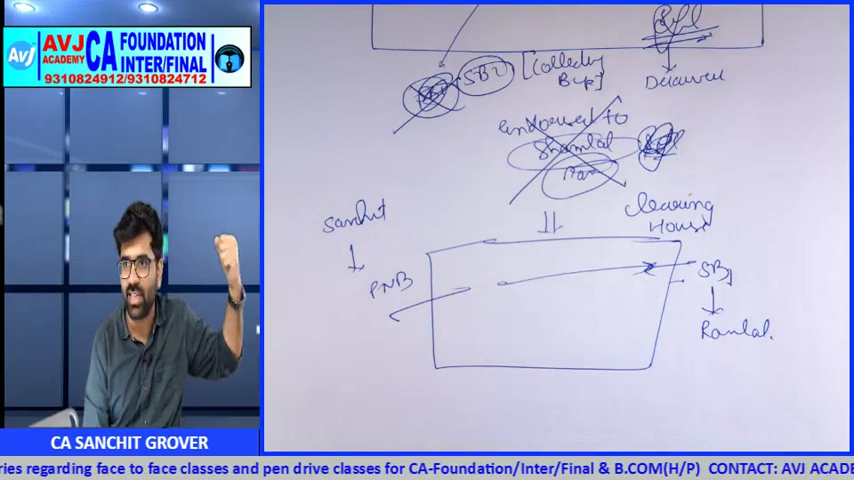 AVJ
ACADEMY
CA
FOUNDATION
INTER/FINAL
9310824912/9310824712
AVJ
SBI
[Collecting
Bank]
Drawer
endorsed to
Shamlal
Ram
Clearing
House
Sanchit
PNB
SBI
Ramlal.
CA SANCHIT GROVER
ries regarding face to face classes and pen drive classes for CA-Foundation/Inter/Final & B.COM(H/P) CONTACT: AVJ ACADE